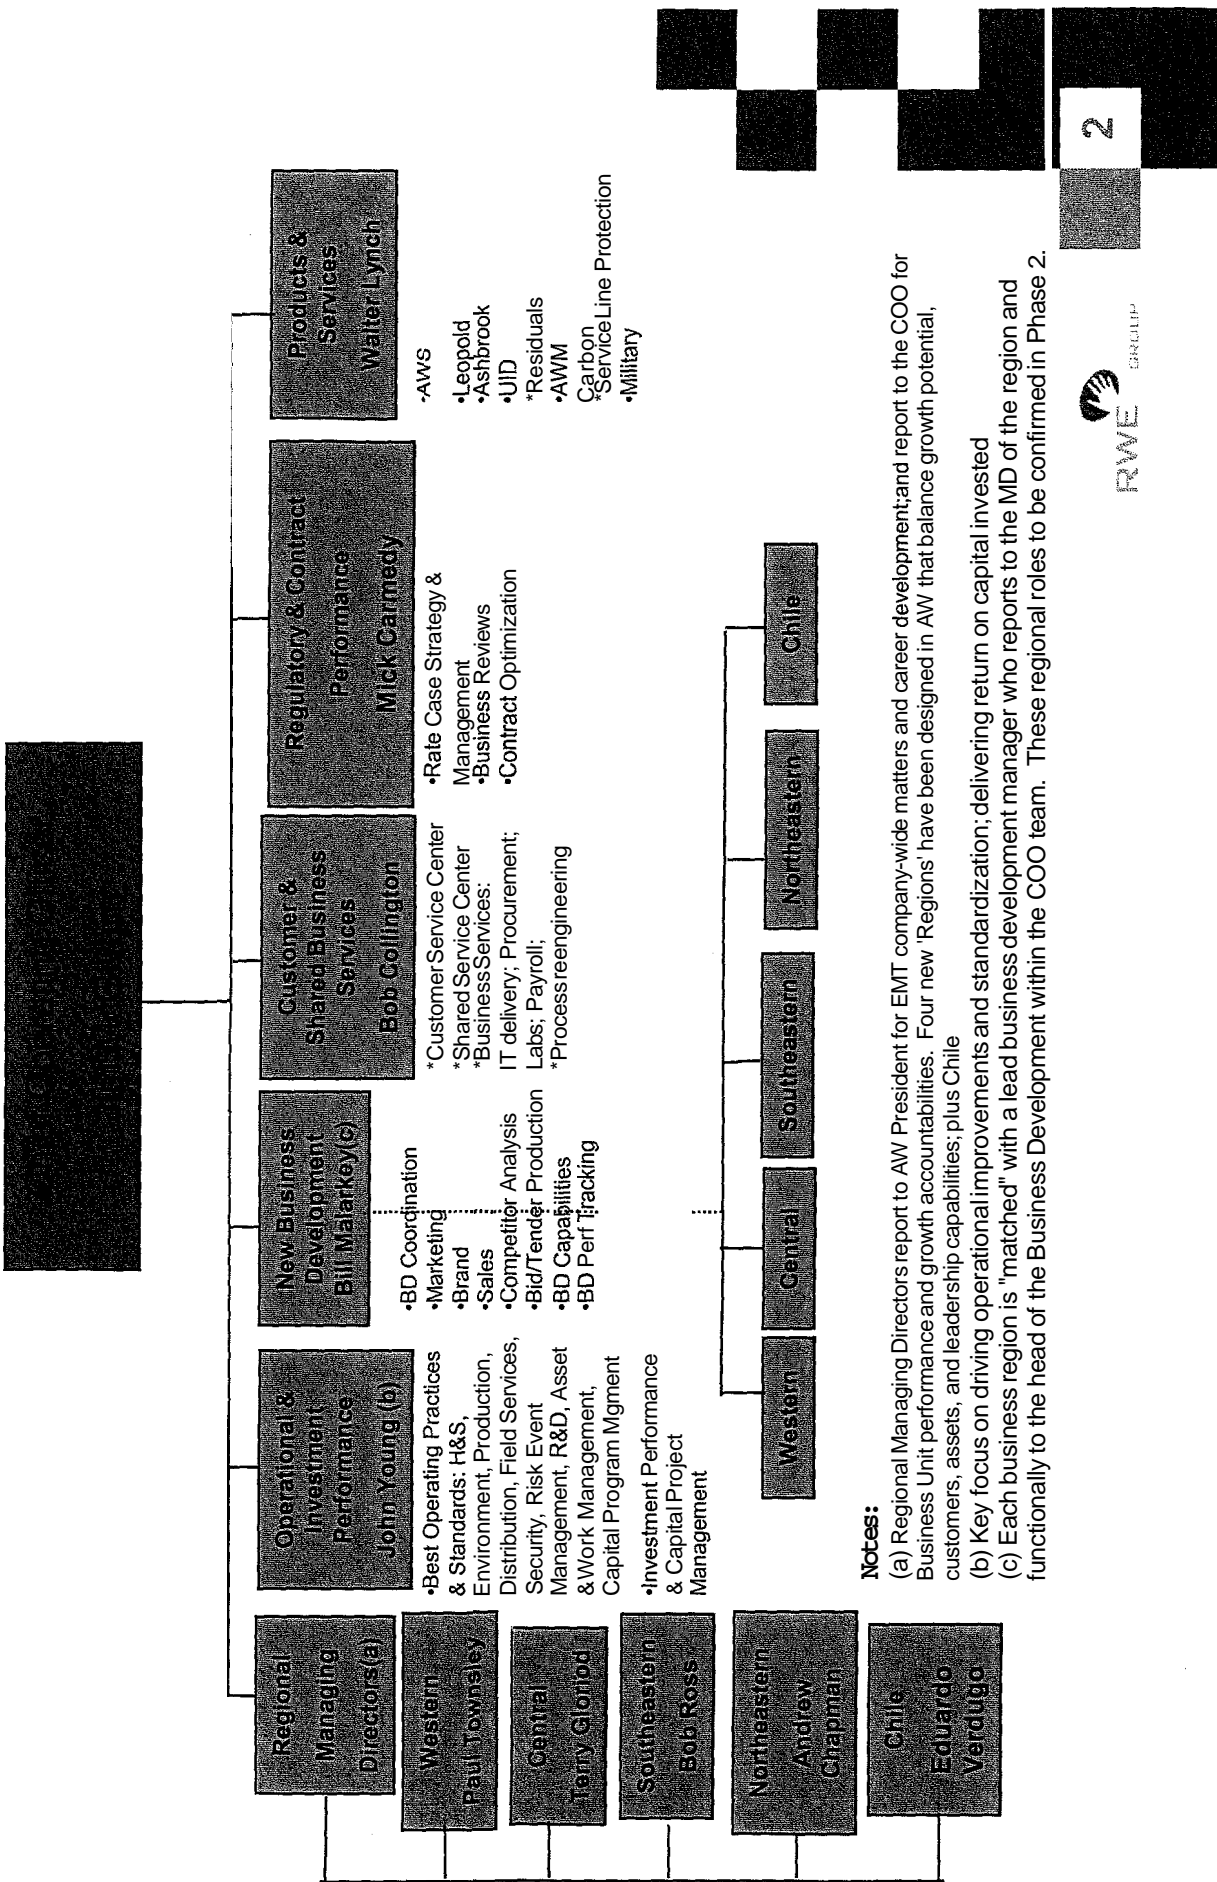 Regional
Managing
Directors(a)
Western
Paul Townsley
Central
Terry Gloriod
Southeastern
Bob Ross
Northeastern
Andrew
Chapman
Chile
Eduardo
Verdugo
Operational &
Investment
Performance
John Young (b)
•Best Operating Practices
& Standards: H&S,
Environment, Production,
Distribution, Field Services,
Security, Risk Event
Management, R&D, Asset
&Work Management,
Capital Program Mgment
•Investment Performance
& Capital Project
Management
New Business
Development
Bill Malarkey(c)
•BD Coordination
•Marketing
•Brand
•Sales
•Competitor Analysis
•Bid/Tender Production
•BD Capabilities
•BD Perf Tracking
Customer &
Shared Business
Services
Bob Collington
*CustomerService Center
*Shared Service Center
*BusinessServices:
IT delivery; Procurement;
Labs; Payroll;
*Processreengineering
Regulatory & Contract
Performance
Mick Carmedy
•Rate Case Strategy &
Management
•Business Reviews
•Contract Optimization
Products &
Services
Walter Lynch
•AWS
•Leopold
•Ashbrook
•UID
*Residuals
•AWM
Carbon
*ServiceLine Protection
•Military
Western
Central
Southeastern
Northeastern
Chile
Notes:
(a) Regional Managing Directors report to AW President for EMT company-wide matters and career development;and report to the COO for
Business Unit performance and growth accountabilities. Four new 'Regions' have been designed in AW that balance growth potential,
customers, assets, and leadership capabilities; plus Chile
(b) Key focus on driving operational improvements and standardization; delivering return on capital invested
(c) Each business region is "matched" with a lead business development manager who reports to the MD of the region and
functionally to the head of the Business Development within the COO team. These regional roles to be confirmed in Phase 2.
RWE GROUP
2